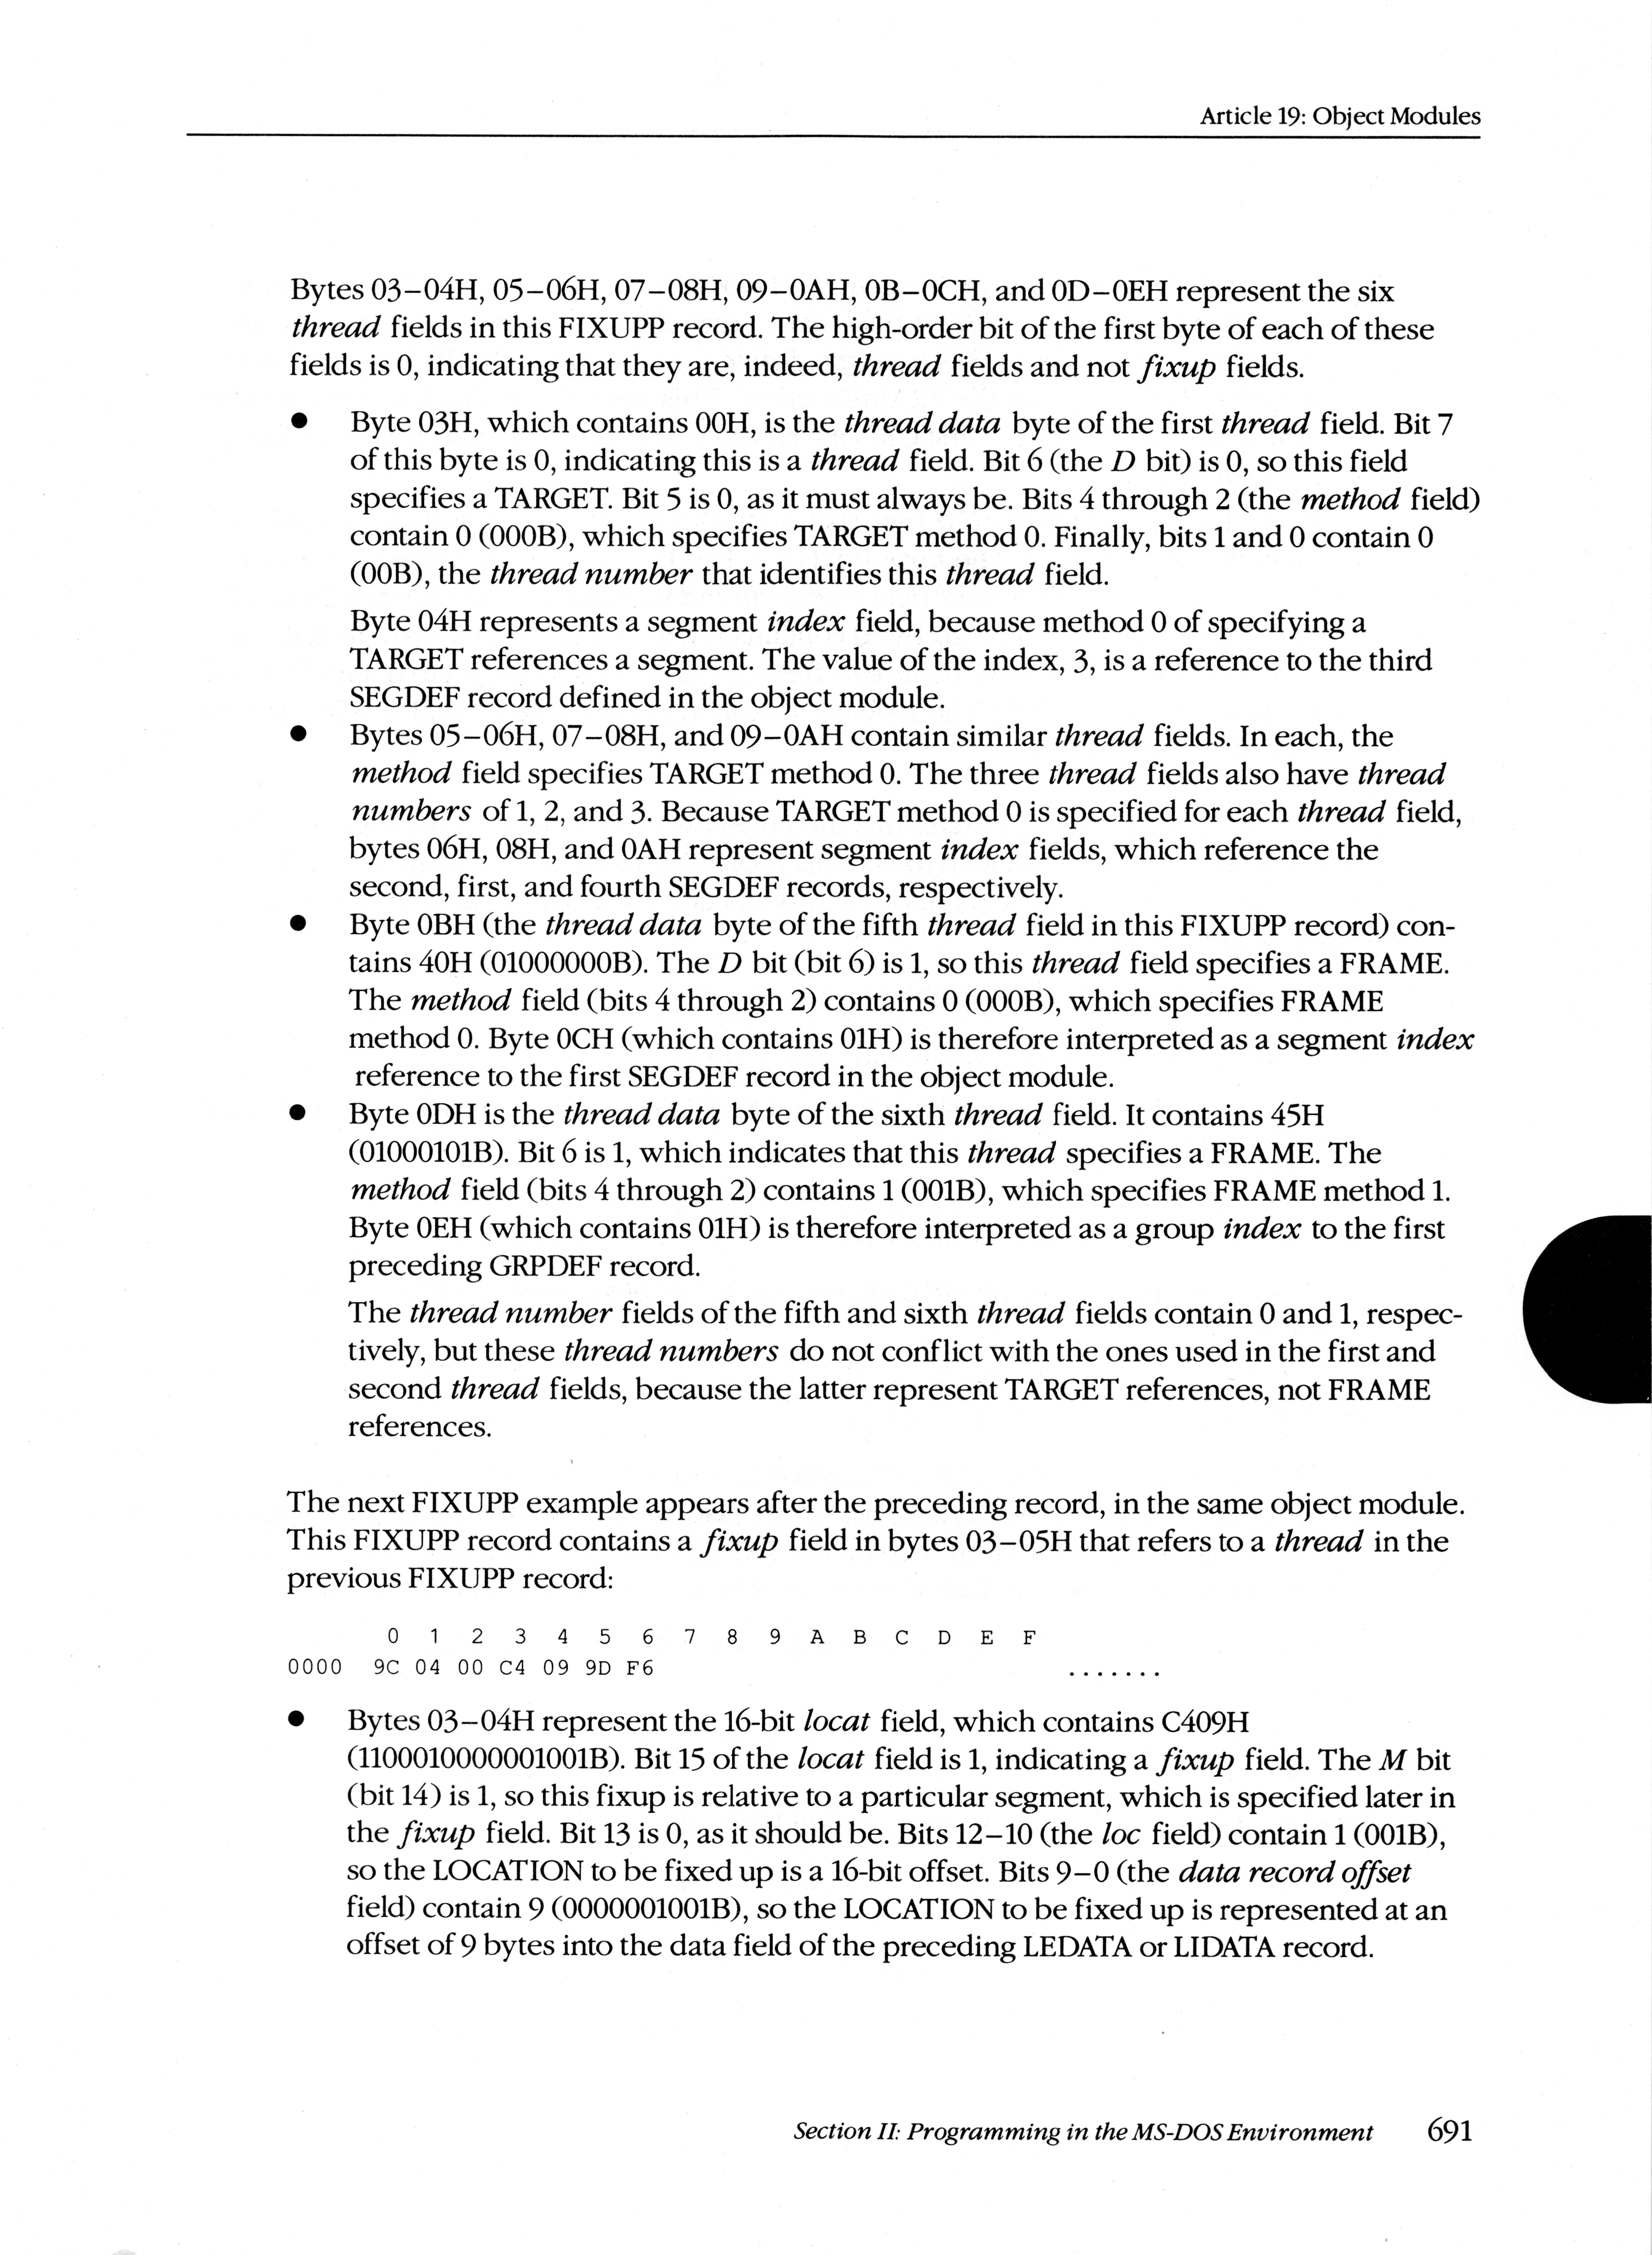 Article 19: Object Modules
Bytes 03–04H, 05–06H, 07–08H, 09–0AH, 0B–0CH, and 0D–0EH represent the six
thread fields in this FIXUPP record. The high-order bit of the first byte of each of these
fields is 0, indicating that they are, indeed, thread fields and not fixup fields.
● Byte 03H, which contains 00H, is the thread data byte of the first thread field. Bit 7
of this byte is 0, indicating this is a thread field. Bit 6 (the D bit) is 0, so this field
specifies a TARGET. Bit 5 is 0, as it must always be. Bits 4 through 2 (the method field)
contain 0 (000B), which specifies TARGET method 0. Finally, bits 1 and 0 contain 0
(00B), the thread number that identifies this thread field.
Byte 04H represents a segment index field, because method 0 of specifying a
TARGET references a segment. The value of the index, 3, is a reference to the third
SEGDEF record defined in the object module.
● Bytes 05–06H, 07–08H, and 09–0AH contain similar thread fields. In each, the
method field specifies TARGET method 0. The three thread fields also have thread
numbers of 1, 2, and 3. Because TARGET method 0 is specified for each thread field,
bytes 06H, 08H, and 0AH represent segment index fields, which reference the
second, first, and fourth SEGDEF records, respectively.
● Byte 0BH (the thread data byte of the fifth thread field in this FIXUPP record) con-
tains 40H (01000000B). The D bit (bit 6) is 1, so this thread field specifies a FRAME.
The method field (bits 4 through 2) contains 0 (000B), which specifies FRAME
method 0. Byte 0CH (which contains 01H) is therefore interpreted as a segment index
reference to the first SEGDEF record in the object module.
● Byte 0DH is the thread data byte of the sixth thread field. It contains 45H
(01000101B). Bit 6 is 1, which indicates that this thread specifies a FRAME. The
method field (bits 4 through 2) contains 1 (001B), which specifies FRAME method 1.
Byte 0EH (which contains 01H) is therefore interpreted as a group index to the first
preceding GRPDEF record.
The thread number fields of the fifth and sixth thread fields contain 0 and 1, respec-
tively, but these thread numbers do not conflict with the ones used in the first and
second thread fields, because the latter represent TARGET references, not FRAME
references.
The next FIXUPP example appears after the preceding record, in the same object module.
This FIXUPP record contains a fixup field in bytes 03–05H that refers to a thread in the
previous FIXUPP record:
0 1 2 3 4 5 6 7 8 9 A B C D E F
0000 9C 04 00 C4 09 9D F6 .......
● Bytes 03–04H represent the 16-bit locat field, which contains C409H
(1100010000001001B). Bit 15 of the locat field is 1, indicating a fixup field. The M bit
(bit 14) is 1, so this fixup is relative to a particular segment, which is specified later in
the fixup field. Bit 13 is 0, as it should be. Bits 12–10 (the loc field) contain 1 (001B),
so the LOCATION to be fixed up is a 16-bit offset. Bits 9–0 (the data record offset
field) contain 9 (0000001001B), so the LOCATION to be fixed up is represented at an
offset of 9 bytes into the data field of the preceding LEDATA or LIDATA record.
Section II: Programming in the MS-DOS Environment 691